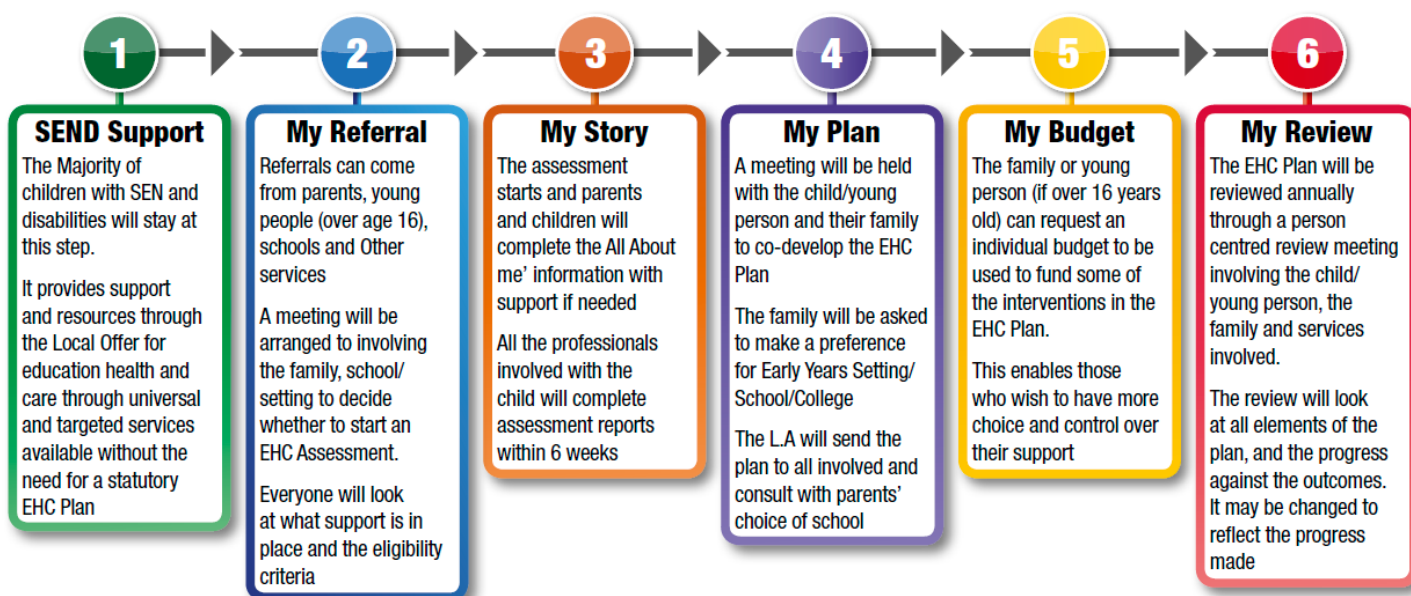 1
SEND Support
The Majority of
children with SEN and
disabilities will stay at
this step.
It provides support
and resources through
the Local Offer for
education health and
care through universal
and targeted services
available without the
need for a statutory
EHC Plan
2
My Referral
Referrals can come
from parents, young
people (over age 16),
schools and Other
services
A meeting will be
arranged to involving
the family, school/
setting to decide
whether to start an
EHC Assessment.
Everyone will look
at what support is in
place and the eligibility
criteria
3
My Story
The assessment
starts and parents
and children will
complete the All About
me’ information with
support if needed
All the professionals
involved with the
child will complete
assessment reports
within 6 weeks
4
My Plan
A meeting will be held
with the child/young
person and their family
to co-develop the EHC
Plan
The family will be asked
to make a preference
for Early Years Setting/
School/College
The L.A will send the
plan to all involved and
consult with parents’
choice of school
5
My Budget
The family or young
person (if over 16 years
old) can request an
individual budget to be
used to fund some of
the interventions in the
EHC Plan.
This enables those
who wish to have more
choice and control over
their support
6
My Review
The EHC Plan will be
reviewed annually
through a person
centred review meeting
involving the child/
young person, the
family and services
involved.
The review will look
at all elements of the
plan, and the progress
against the outcomes.
It may be changed to
reflect the progress
made